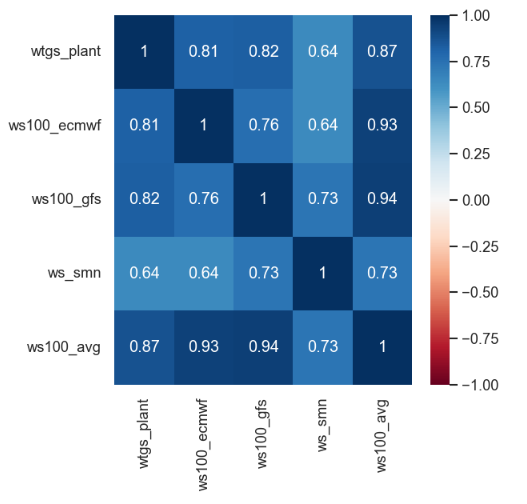 wtgs_plant 1 0.81 0.82 0.64 0.87
ws100_ecmwf 0.81 1 0.76 0.64 0.93
ws100_gfs 0.82 0.76 1 0.73 0.94
ws_smn 0.64 0.64 0.73 1 0.73
ws100_avg 0.87 0.93 0.94 0.73 1
wtgs_plant
ws100_ecmwf
ws100_gfs
ws_smn
ws100_avg
1.00
0.75
0.50
0.25
0.00
−0.25
−0.50
−0.75
−1.00